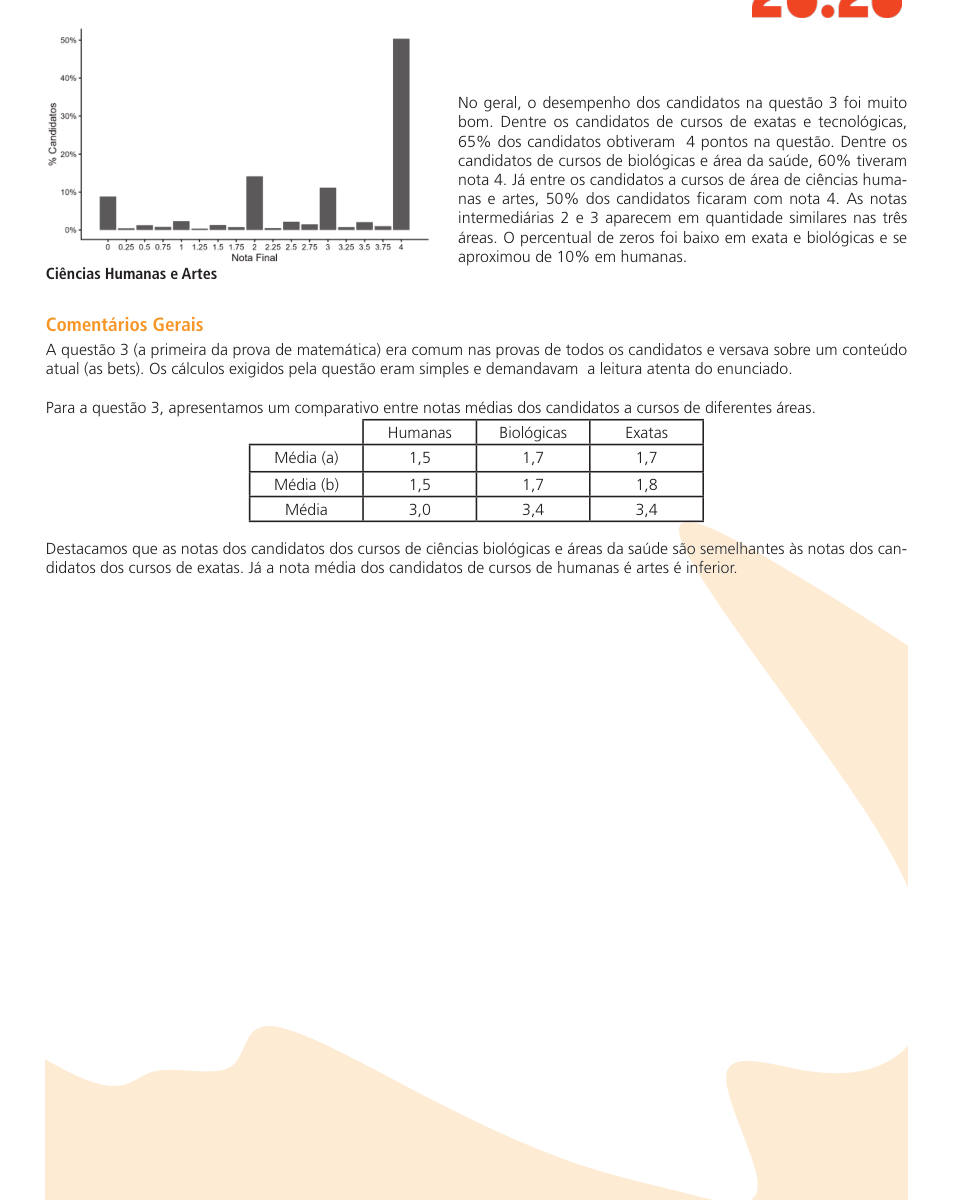 50%
40%
30%
20%
10%
0%
% Candidatos
0 0.25 0.5 0.75 1 1.25 1.5 1.75 2 2.25 2.5 2.75 3 3.25 3.5 3.75 4
Nota Final
Ciências Humanas e Artes
No geral, o desempenho dos candidatos na questão 3 foi muito
bom. Dentre os candidatos de cursos de exatas e tecnológicas,
65% dos candidatos obtiveram 4 pontos na questão. Dentre os
candidatos de cursos de biológicas e área da saúde, 60% tiveram
nota 4. Já entre os candidatos a cursos de área de ciências huma-
nas e artes, 50% dos candidatos ficaram com nota 4. As notas
intermediárias 2 e 3 aparecem em quantidade similares nas três
áreas. O percentual de zeros foi baixo em exata e biológicas e se
aproximou de 10% em humanas.
Comentários Gerais
A questão 3 (a primeira da prova de matemática) era comum nas provas de todos os candidatos e versava sobre um conteúdo
atual (as bets). Os cálculos exigidos pela questão eram simples e demandavam a leitura atenta do enunciado.
Para a questão 3, apresentamos um comparativo entre notas médias dos candidatos a cursos de diferentes áreas.
Humanas Biológicas Exatas
Média (a) 1,5 1,7 1,7
Média (b) 1,5 1,7 1,8
Média 3,0 3,4 3,4
Destacamos que as notas dos candidatos dos cursos de ciências biológicas e áreas da saúde são semelhantes às notas dos can-
didatos dos cursos de exatas. Já a nota média dos candidatos de cursos de humanas é artes é inferior.